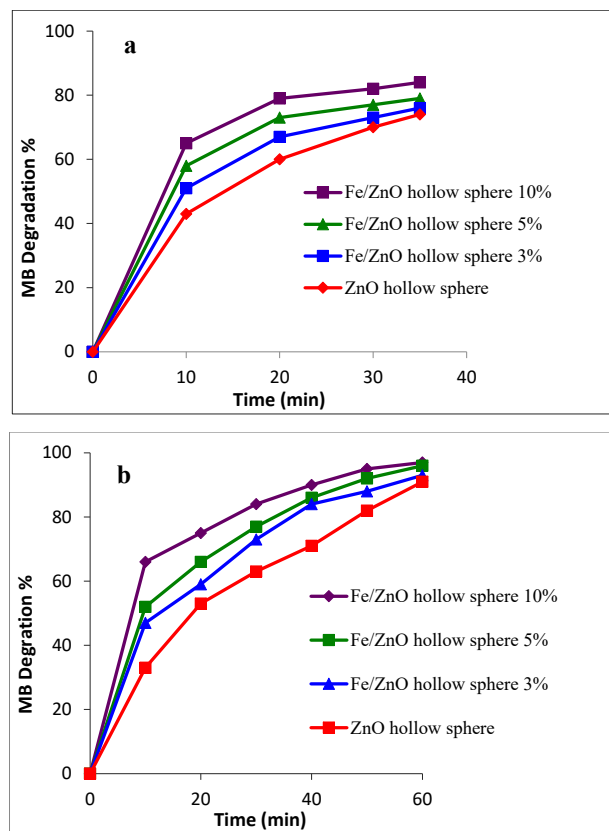 a
100
80
60
40
20
0
MB Degradation %
Fe/ZnO hollow sphere 10%
Fe/ZnO hollow sphere 5%
Fe/ZnO hollow sphere 3%
ZnO hollow sphere
0 10 20 30 40
Time (min)
b
100
80
60
40
20
0
MB Degration %
Fe/ZnO hollow sphere 10%
Fe/ZnO hollow sphere 5%
Fe/ZnO hollow sphere 3%
ZnO hollow sphere
0 20 40 60
Time (min)